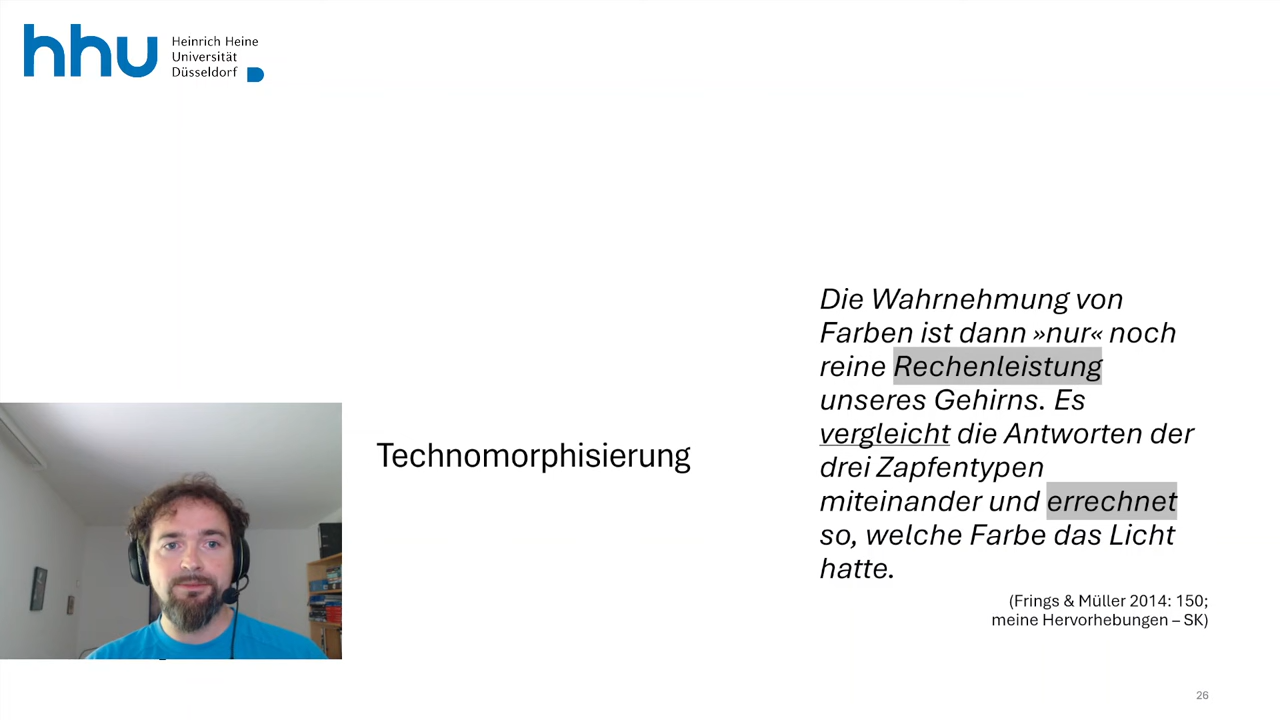 hhu
Heinrich Heine
Universität
Düsseldorf
Technomorphisierung
Die Wahrnehmung von
Farben ist dann »nur« noch
reine Rechenleistung
unseres Gehirns. Es
vergleicht die Antworten der
drei Zapfentypen
miteinander und errechnet
so, welche Farbe das Licht
hatte.
(Frings & Müller 2014: 150;
meine Hervorhebungen – SK)
26